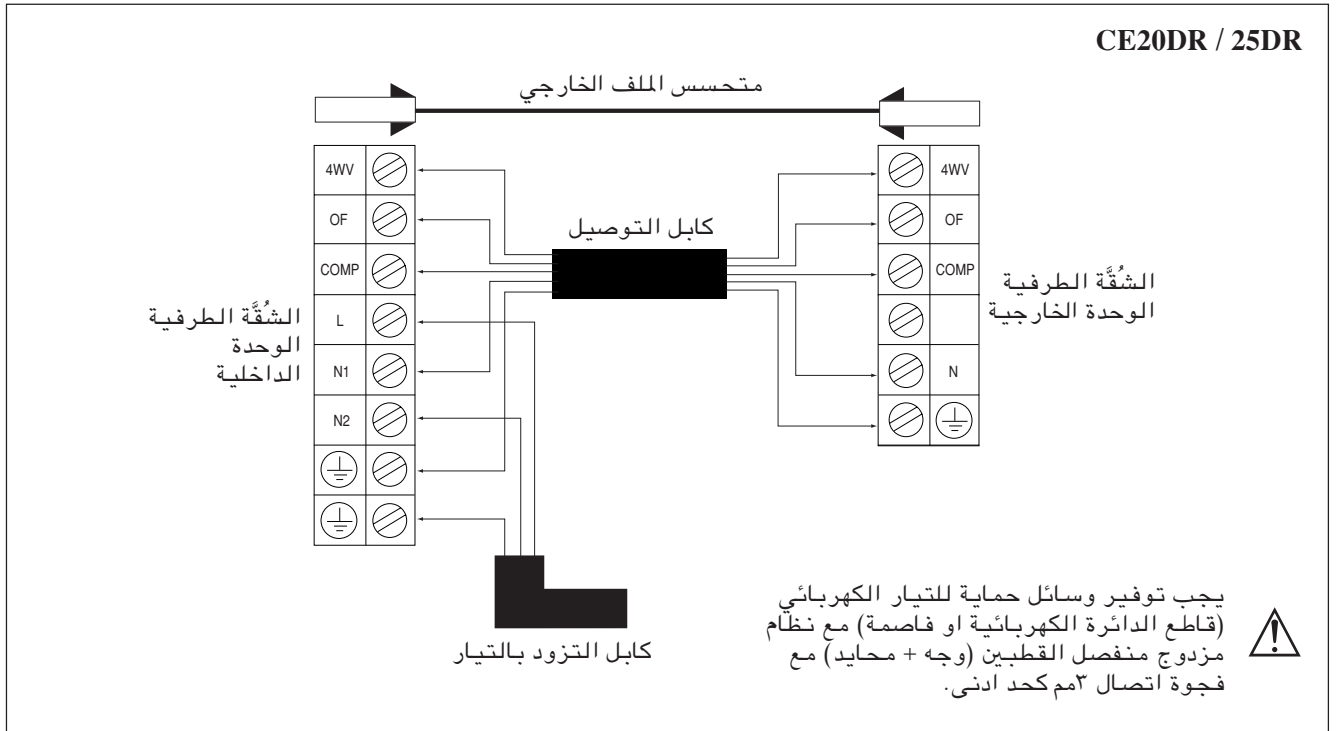 CE20DR / 25DR
متحسس الملف الخارجي
4WV
OF
COMP
L
N1
N2
الشُقَّة الطرفية
الوحدة
الداخلية
كابل التوصيل
4WV
OF
COMP
N
الشُقَّة الطرفية
الوحدة الخارجية
كابل التزود بالتيار
يجب توفير وسائل حماية للتيار الكهربائي
(قاطع الدائرة الكهربائية او فاصمة) مع نظام
مزدوج منفصل القطبين (وجه + محايد) مع
فجوة اتصال ٣مم كحد ادنى.